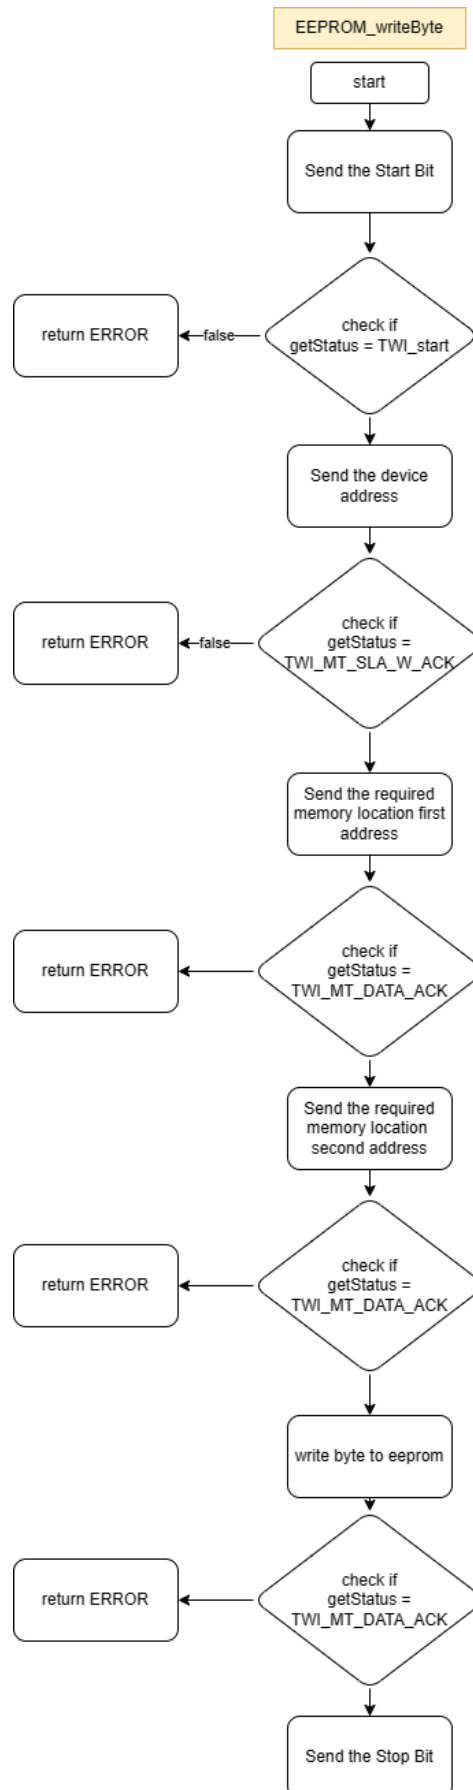 EEPROM_writeByte
start
Send the Start Bit
check if
getStatus = TWI_start
false
return ERROR
Send the device
address
check if
getStatus =
TWI_MT_SLA_W_ACK
false
return ERROR
Send the required
memory location first
address
check if
getStatus =
TWI_MT_DATA_ACK
return ERROR
Send the required
memory location
second address
check if
getStatus =
TWI_MT_DATA_ACK
return ERROR
write byte to eeprom
check if
getStatus =
TWI_MT_DATA_ACK
return ERROR
Send the Stop Bit